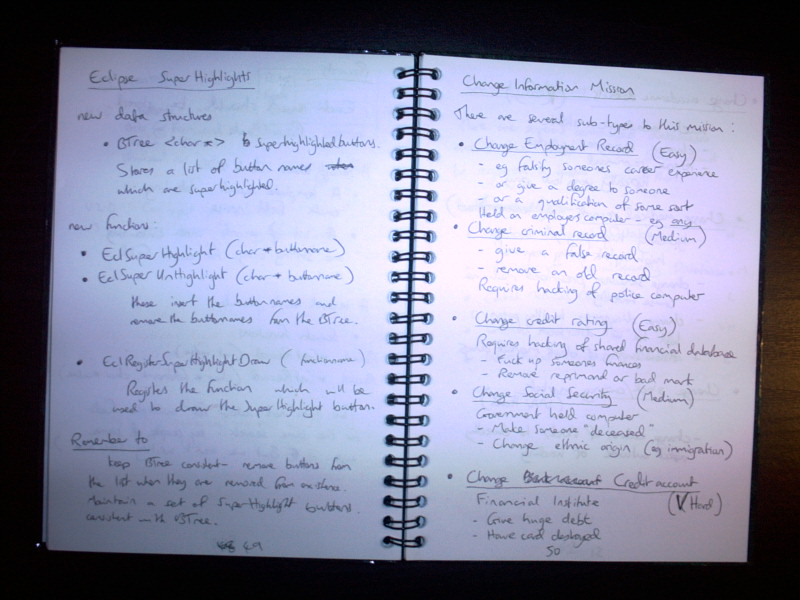 Eclipse SuperHighlights
new data structures
• BTree <char *> superhighlighted buttons.
Stores a list of button names
which are superhighlighted.
new functions:
• EclSuperHighlight (char * buttonname)
• EclSuperUnHighlight (char * buttonname)
these insert the buttonnames and
remove the buttonnames from the BTree.
• EclRegisterSuperHighlightDraw ( functionname )
Registers the function which will be
used to draw the SuperHighlight button.
Remember to
keep BTree consistent - remove buttons from
the list when they are removed from existence.
Maintain a set of SuperHighlight buttons
consistent with BTree.
49
Change Information Mission
There are several sub-types to this mission:
• Change Employment Record (Easy)
- eg falsify someones career experience
- or give a degree to someone
- or a qualification of some sort
Held on employers computer - eg any
• Change criminal record (Medium)
- give a false record
- remove an old record
Requires hacking of police computer
• Change credit rating (Easy)
Requires hacking of shared financial database
- Fuck up someones finances
- Remove reprimand or bad mark
• Change Social Security (Medium)
Government held computer
- Make someone "deceased"
- Change ethnic origin (eg immigration)
• Change Bank account Credit account
Financial Institute (V Hard)
- Give huge debt
- Have card destroyed
50